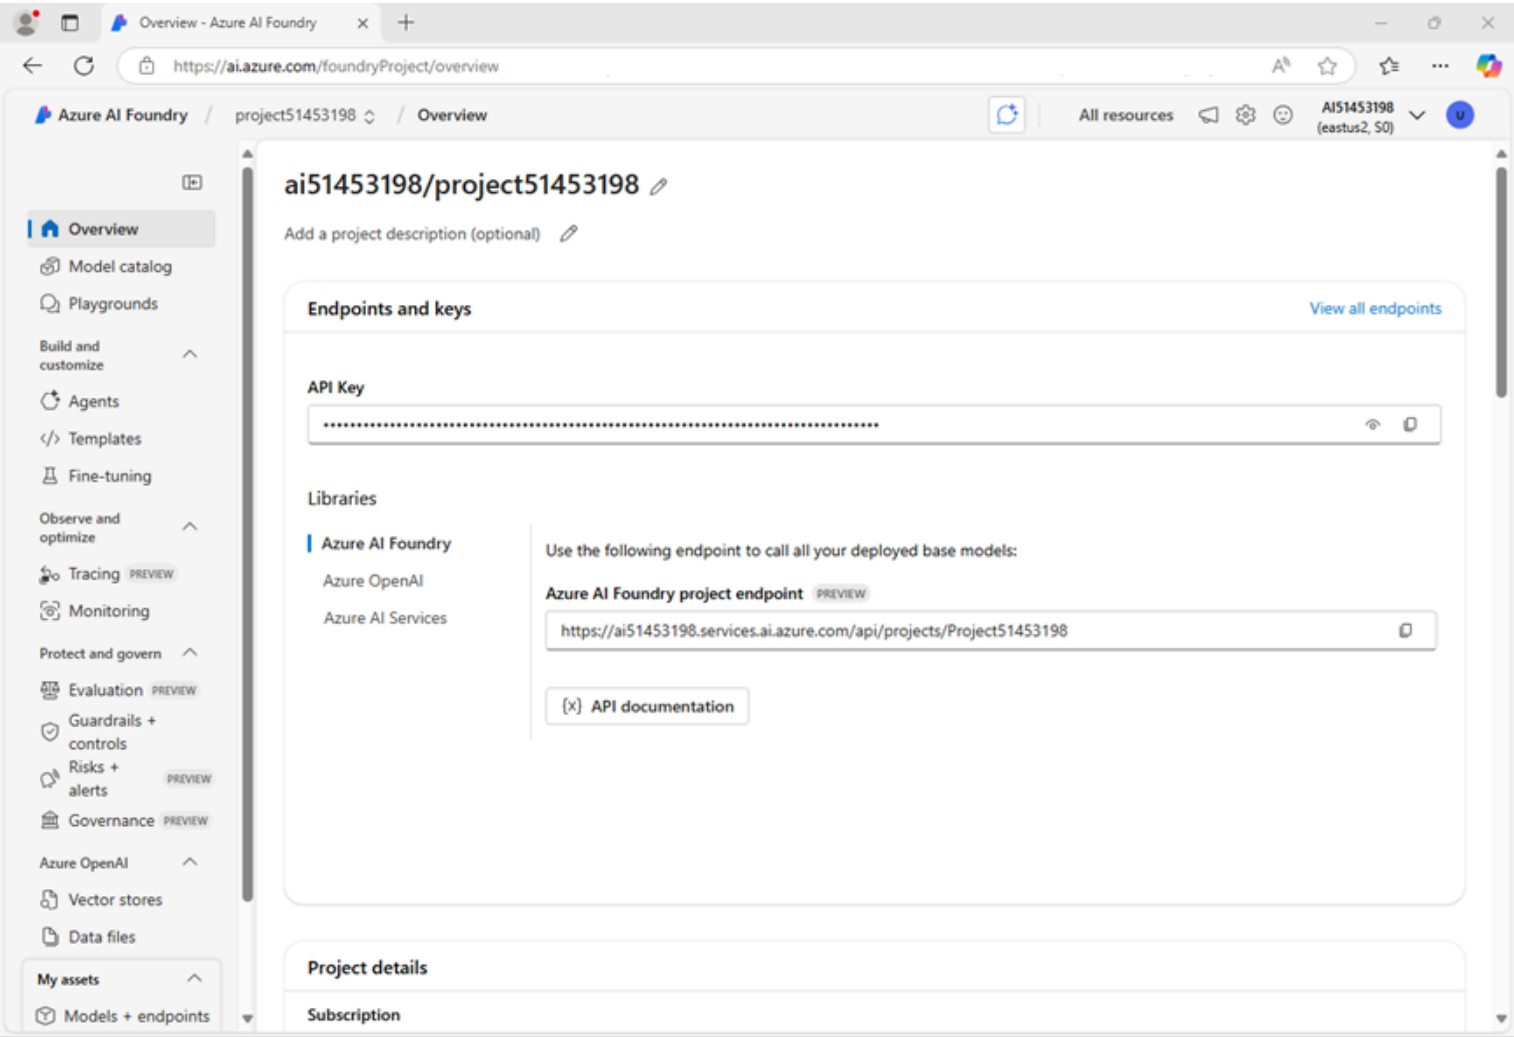 Overview - Azure AI Foundry
https://ai.azure.com/foundryProject/overview
Azure AI Foundry / project51453198 / Overview
All resources
AI51453198
(eastus2, S0)
U
Overview
Model catalog
Playgrounds
Build and
customize
Agents
Templates
Fine-tuning
Observe and
optimize
Tracing PREVIEW
Monitoring
Protect and govern
Evaluation PREVIEW
Guardrails +
controls
Risks +
alerts PREVIEW
Governance PREVIEW
Azure OpenAI
Vector stores
Data files
My assets
Models + endpoints
ai51453198/project51453198
Add a project description (optional)
Endpoints and keys
View all endpoints
API Key
••••••••••••••••••••••••••••••••••••••••••••••••••••••••••••••••••••••••••••••••••••
Libraries
Azure AI Foundry
Azure OpenAI
Azure AI Services
Use the following endpoint to call all your deployed base models:
Azure AI Foundry project endpoint PREVIEW
https://ai51453198.services.ai.azure.com/api/projects/Project51453198
{x} API documentation
Project details
Subscription